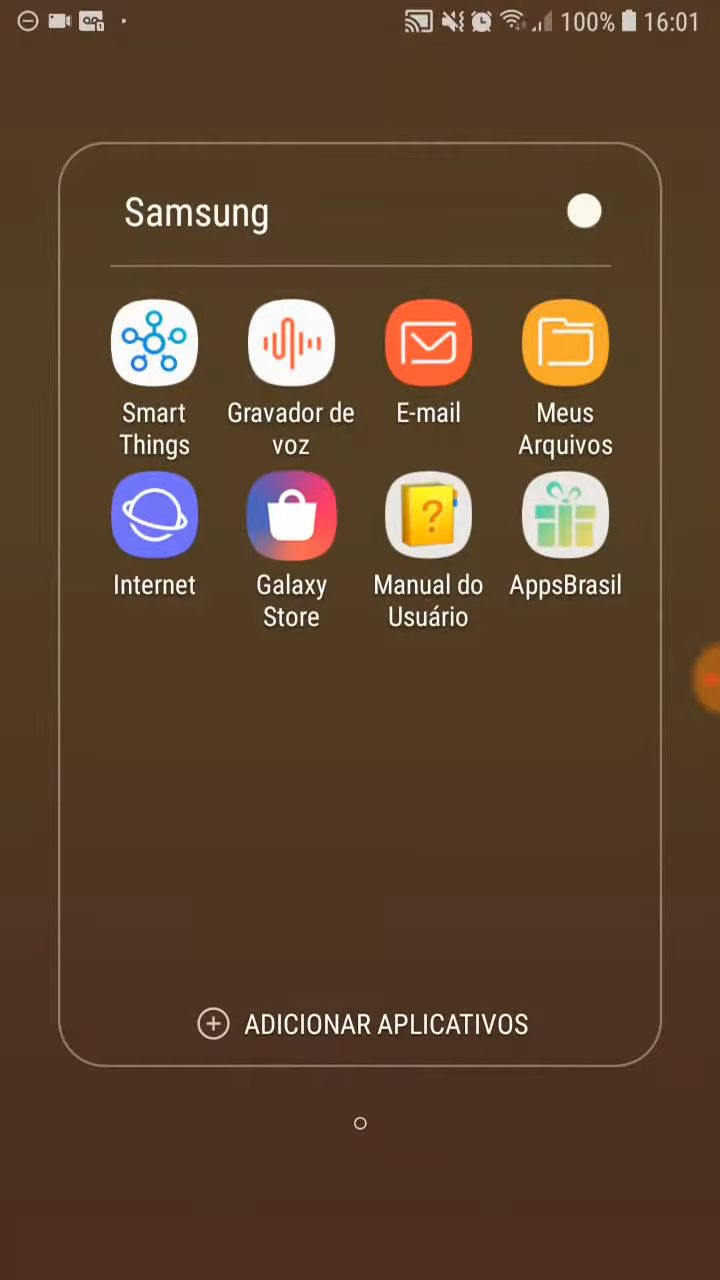 100% 16:01
Samsung
Smart Things
Gravador de voz
E-mail
Meus Arquivos
Internet
Galaxy Store
Manual do Usuário
AppsBrasil
ADICIONAR APLICATIVOS